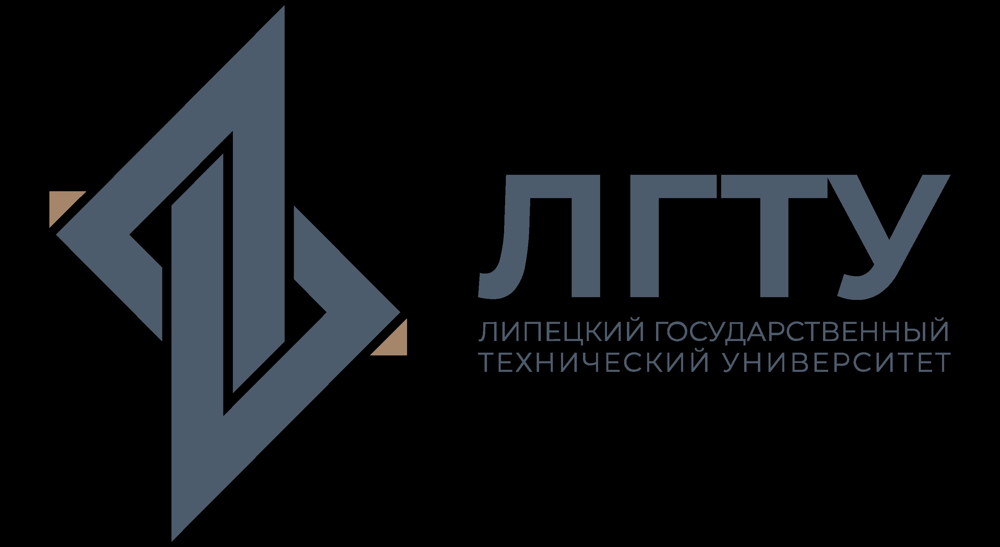 ЛГТУ
ЛИПЕЦКИЙ ГОСУДАРСТВЕННЫЙ
ТЕХНИЧЕСКИЙ УНИВЕРСИТЕТ